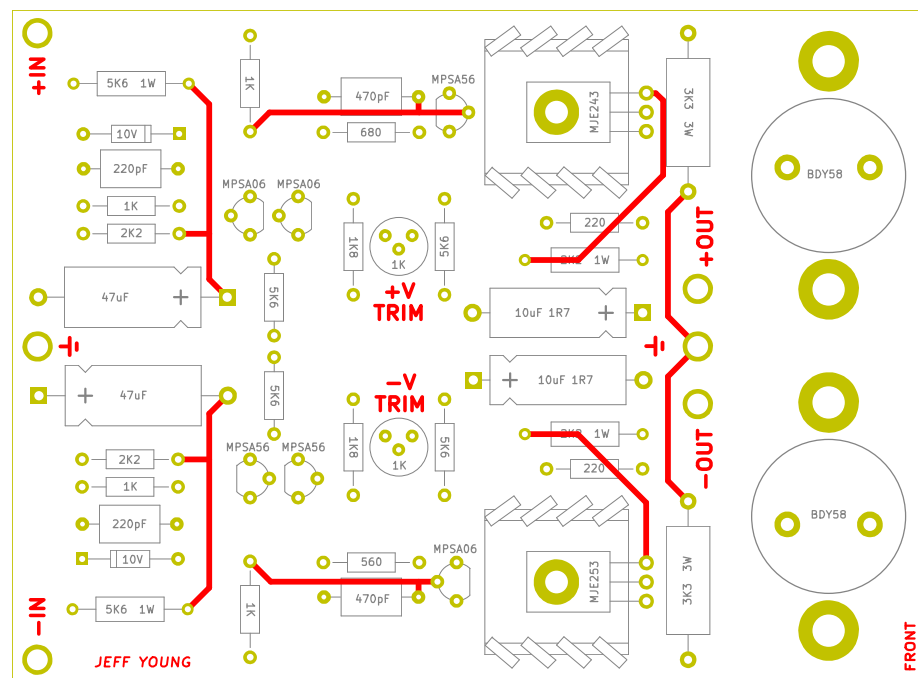 +IN
5K6 1W
1K
470pF
MPSA56
MJE243
3K3 3W
10V
680
220pF
BDY58
1K
MPSA06 MPSA06
2K2
1K8
1K
9K5
220
2K2 1W
+OUT
47uF
5K6
+V
TRIM
10uF 1R7
47uF
5K6
-V
TRIM
10uF 1R7
2K2
MPSA56 MPSA56
1K8
1K
5K6
2K2 1W
220
-OUT
1K
220pF
BDY58
10V
560
MPSA06
MJE253
3K3 3W
5K6 1W
1K
470pF
-IN
JEFF YOUNG
FRONT